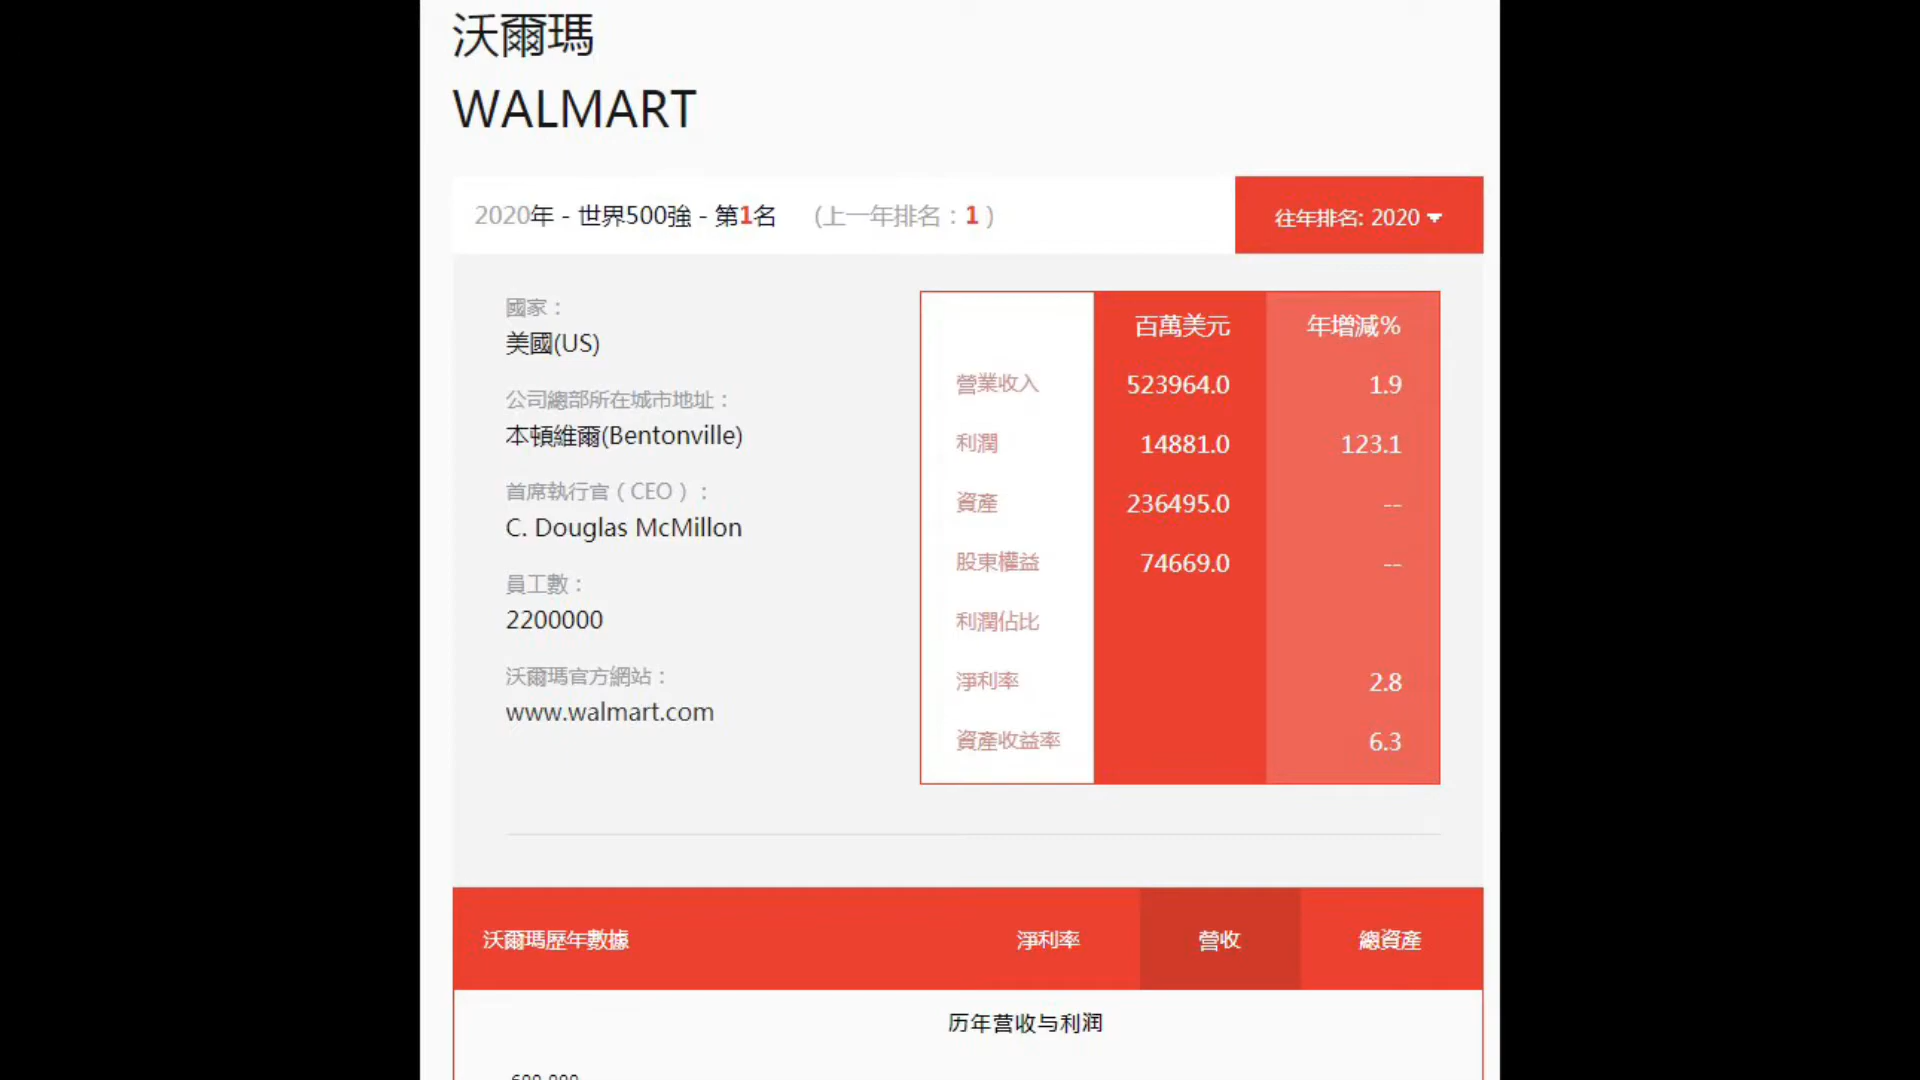 沃爾瑪
WALMART
2020年 - 世界500強 - 第1名 (上一年排名：1 )
往年排名: 2020
國家：
美國(US)
公司總部所在城市地址：
本頓維爾(Bentonville)
首席執行官（CEO）：
C. Douglas McMillon
員工數：
2200000
沃爾瑪官方網站：
www.walmart.com
百萬美元 年增減%
營業收入 523964.0 1.9
利潤 14881.0 123.1
資產 236495.0 --
股東權益 74669.0 --
利潤佔比
淨利率 2.8
資產收益率 6.3
沃爾瑪歷年數據 淨利率 營收 總資產
历年营收与利润
600,000